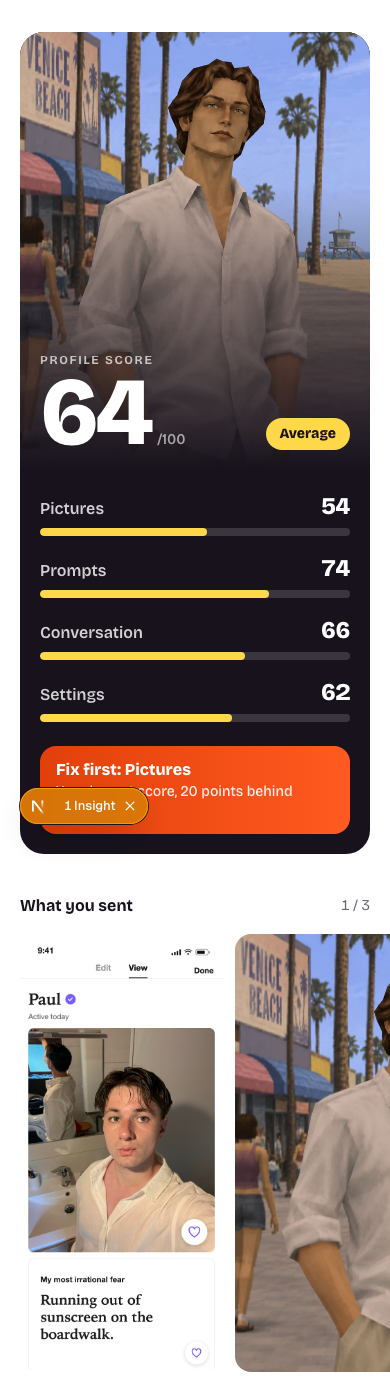 VENICE
BEACH
PROFILE SCORE
64 /100
Average
Pictures 54
Prompts 74
Conversation 66
Settings 62
Fix first: Pictures
score, 20 points behind
1 Insight
What you sent 1 / 3
9:41
Edit View Done
Paul
Active today
My most irrational fear
Running out of
sunscreen on the
boardwalk.
VENICE
BEACH